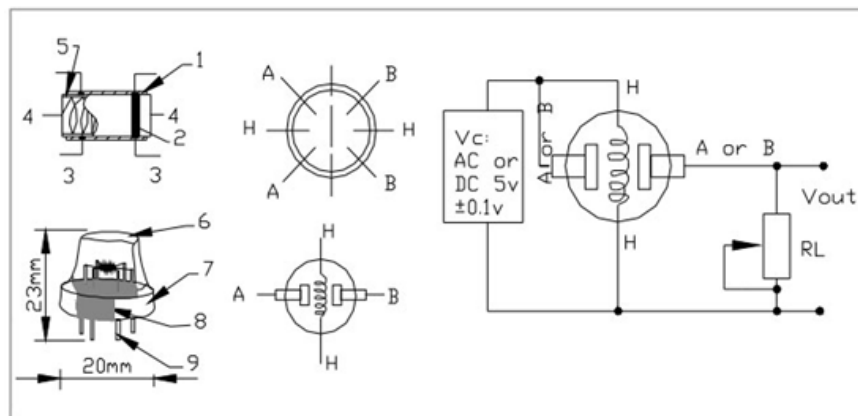 5
1
4
4
2
3
3
A
B
H
H
A
B
6
7
8
9
23mm
20mm
H
A
B
H
H
Vc:
AC or
DC 5v
±0.1v
A or B
A or B
Vout
RL
H